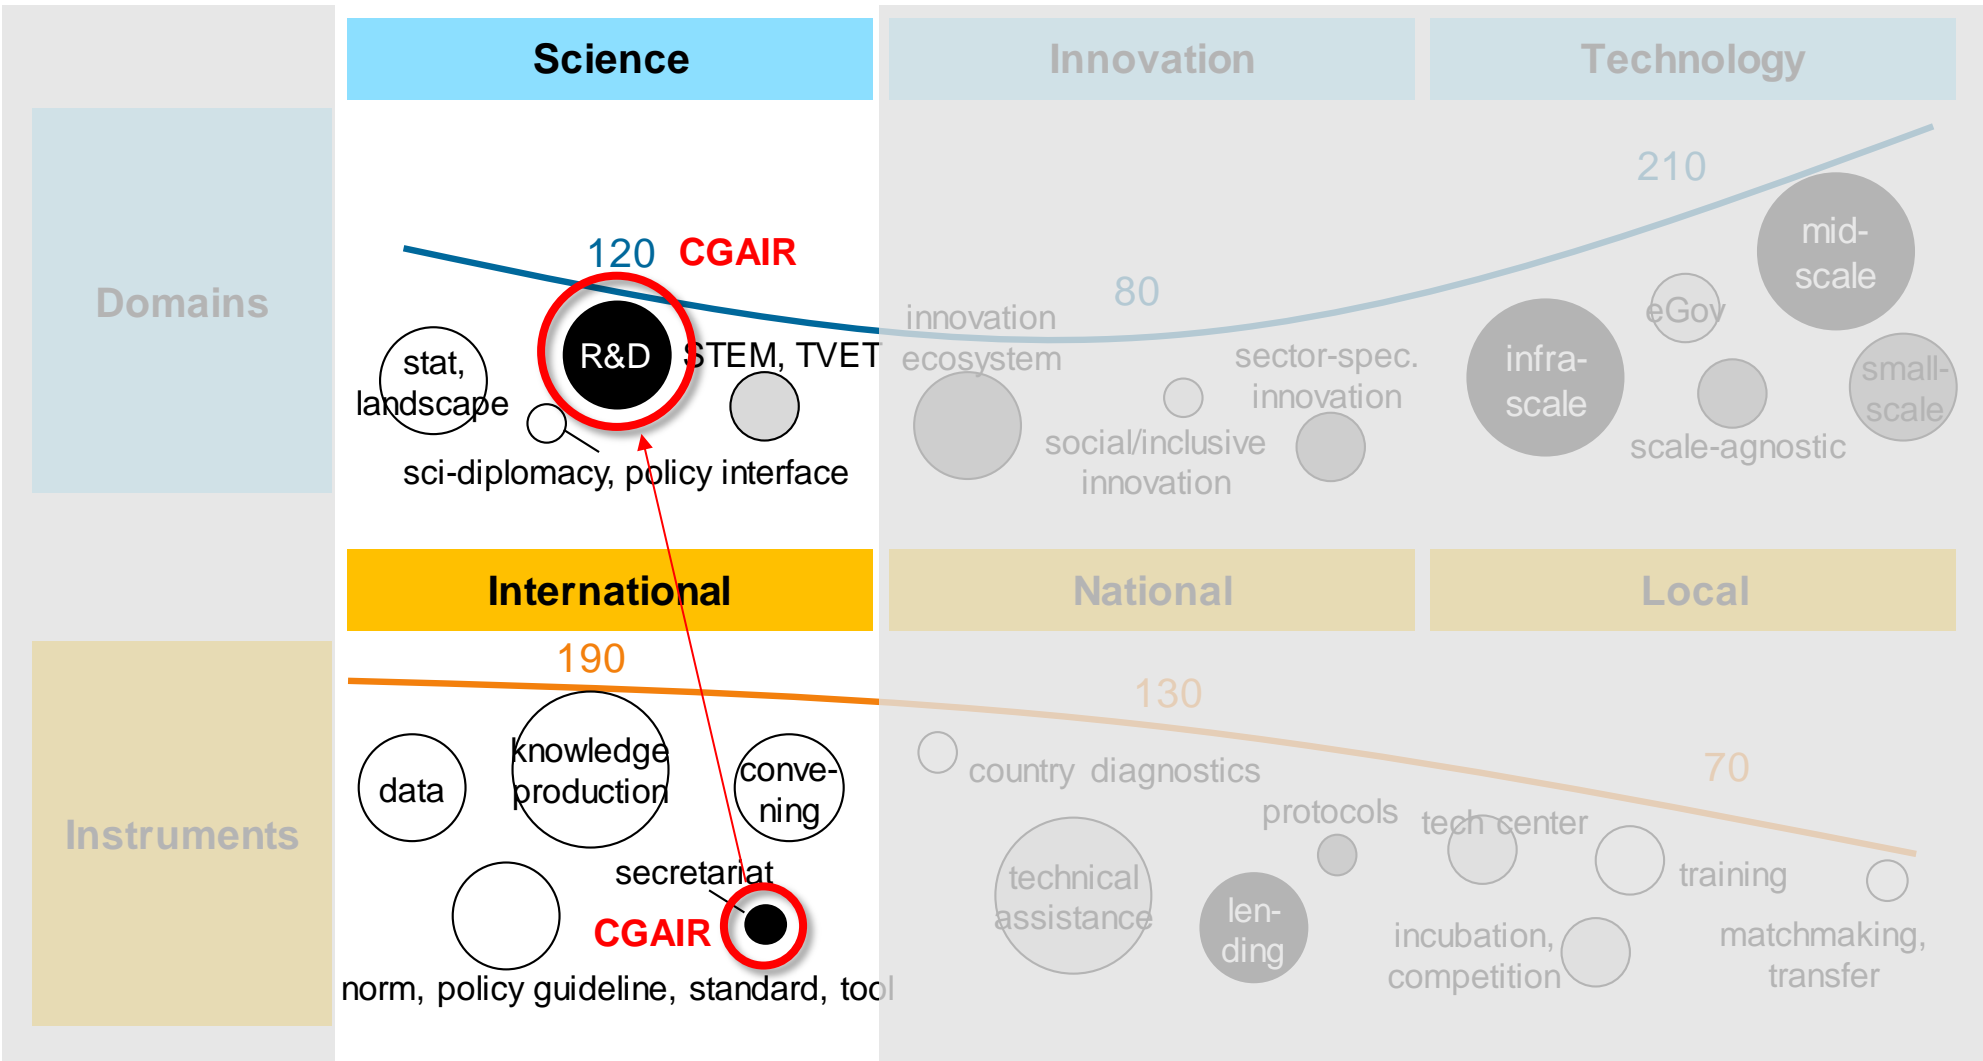 Science
Innovation
Technology
Domains
120
CGAIR
80
210
stat,
landscape
R&D
STEM, TVET
sci-diplomacy, policy interface
innovation
ecosystem
social/inclusive
innovation
sector-spec.
innovation
infra-
scale
eGov
mid-
scale
scale-agnostic
small-
scale
International
National
Local
Instruments
190
130
70
data
knowledge
production
conve-
ning
secretariat
CGAIR
norm, policy guideline, standard, tool
country diagnostics
technical
assistance
len-
ding
protocols
tech center
training
incubation,
competition
matchmaking,
transfer